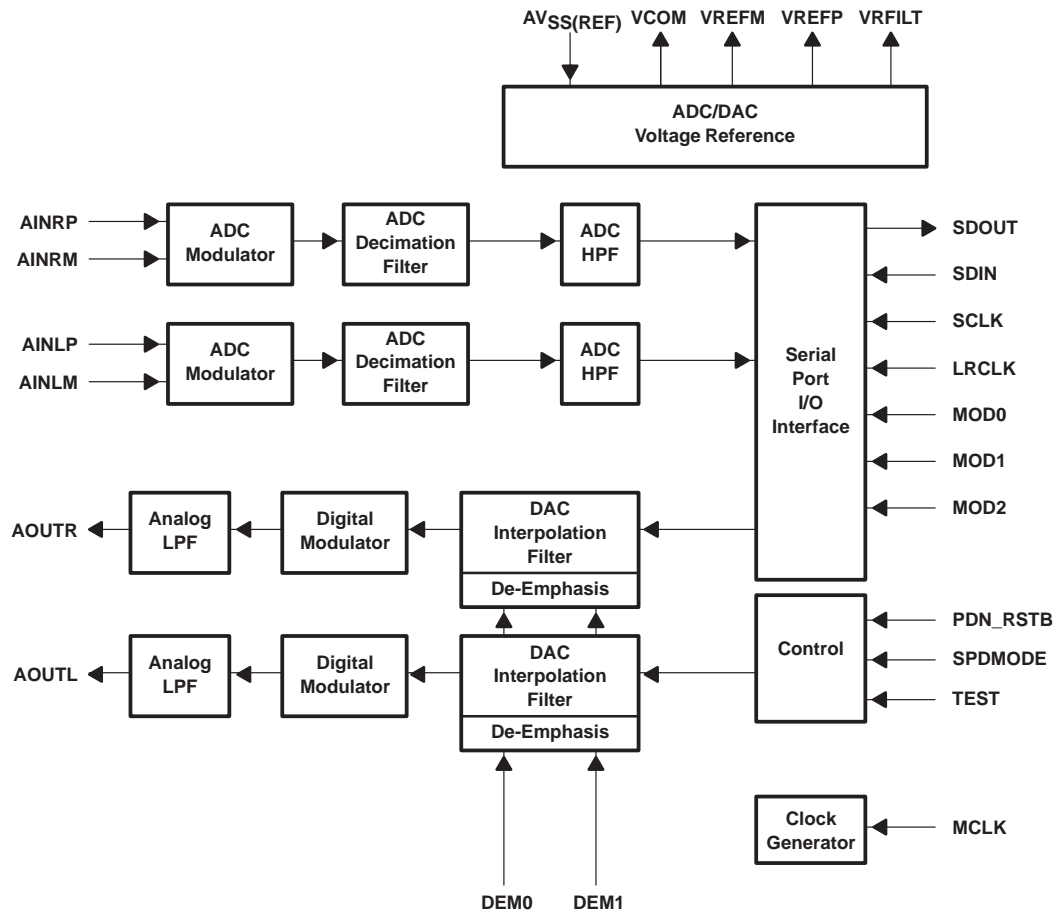 AVSS(REF) VCOM VREFM VREFP VRFILT
ADC/DAC
Voltage Reference
AINRP
AINRM
ADC
Modulator
ADC
Decimation
Filter
ADC
HPF
AINLP
AINLM
ADC
Modulator
ADC
Decimation
Filter
ADC
HPF
Serial
Port
I/O
Interface
SDOUT
SDIN
SCLK
LRCLK
MOD0
MOD1
MOD2
AOUTR
Analog
LPF
Digital
Modulator
DAC
Interpolation
Filter
De-Emphasis
AOUTL
Analog
LPF
Digital
Modulator
DAC
Interpolation
Filter
De-Emphasis
Control
PDN_RSTB
SPDMODE
TEST
Clock
Generator
MCLK
DEM0 DEM1